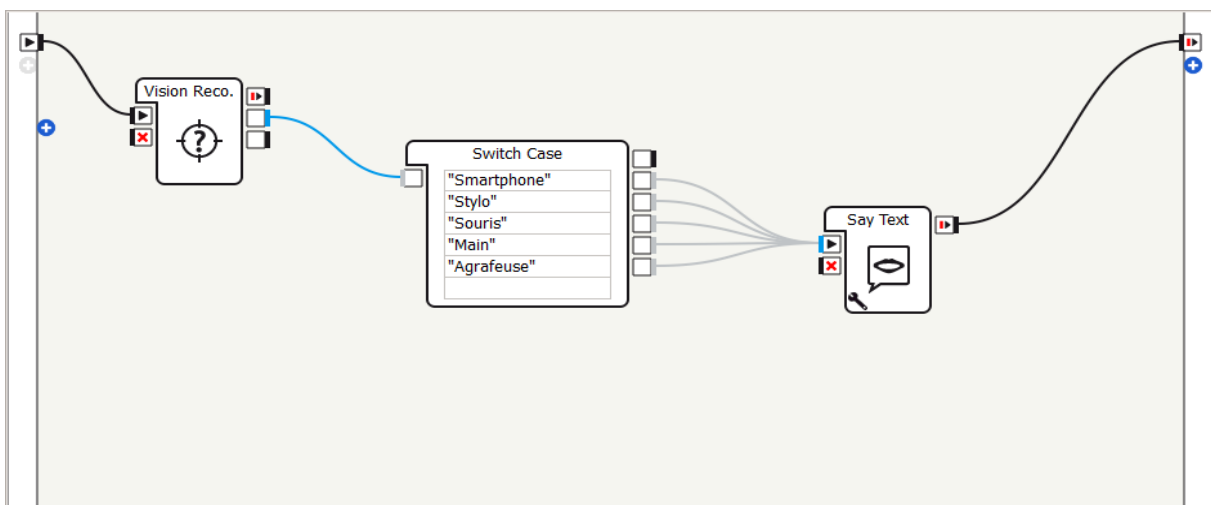 Vision Reco.
?
Switch Case
"Smartphone"
"Stylo"
"Souris"
"Main"
"Agrafeuse"
Say Text